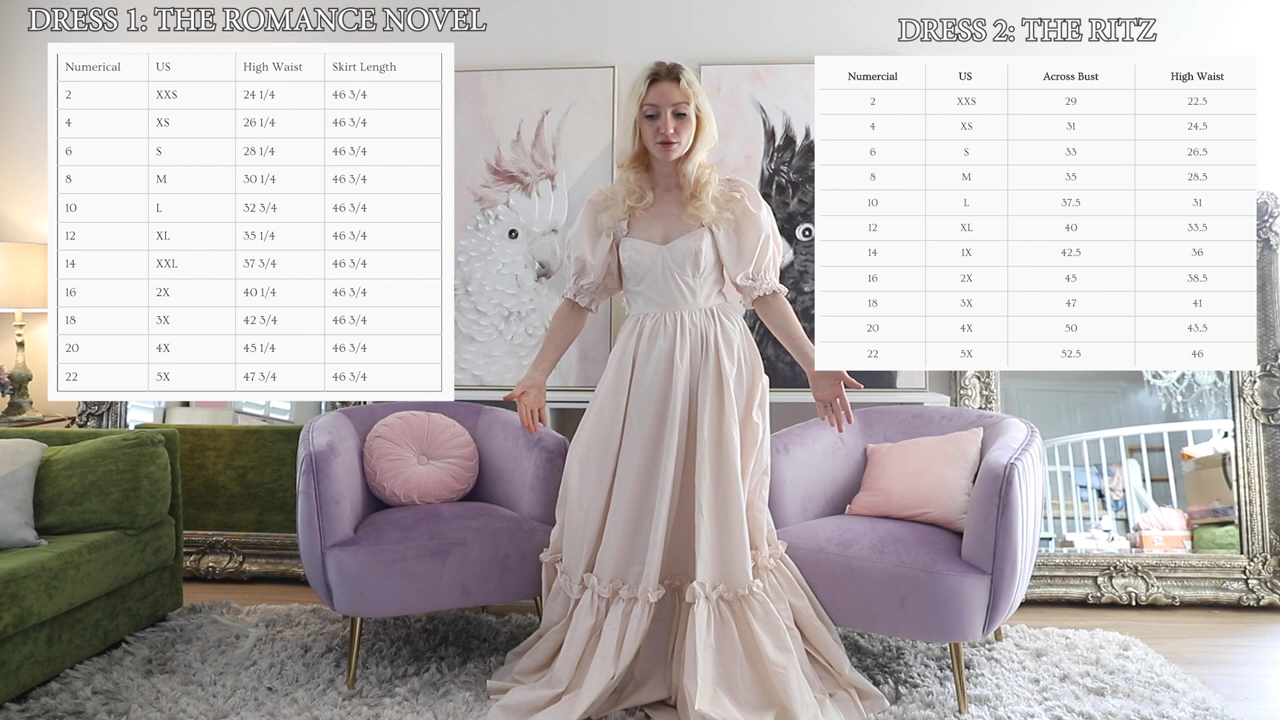 DRESS 1: THE ROMANCE NOVEL
Numerical US High Waist Skirt Length
2 XXS 24 1/4 46 3/4
4 XS 26 1/4 46 3/4
6 S 28 1/4 46 3/4
8 M 30 1/4 46 3/4
10 L 32 3/4 46 3/4
12 XL 35 1/4 46 3/4
14 XXL 37 3/4 46 3/4
16 2X 40 1/4 46 3/4
18 3X 42 3/4 46 3/4
20 4X 45 1/4 46 3/4
22 5X 47 3/4 46 3/4
DRESS 2: THE RITZ
Numercial US Across Bust High Waist
2 XXS 29 22.5
4 XS 31 24.5
6 S 33 26.5
8 M 35 28.5
10 L 37.5 31
12 XL 40 33.5
14 1X 42.5 36
16 2X 45 38.5
18 3X 47 41
20 4X 50 43.5
22 5X 52.5 46